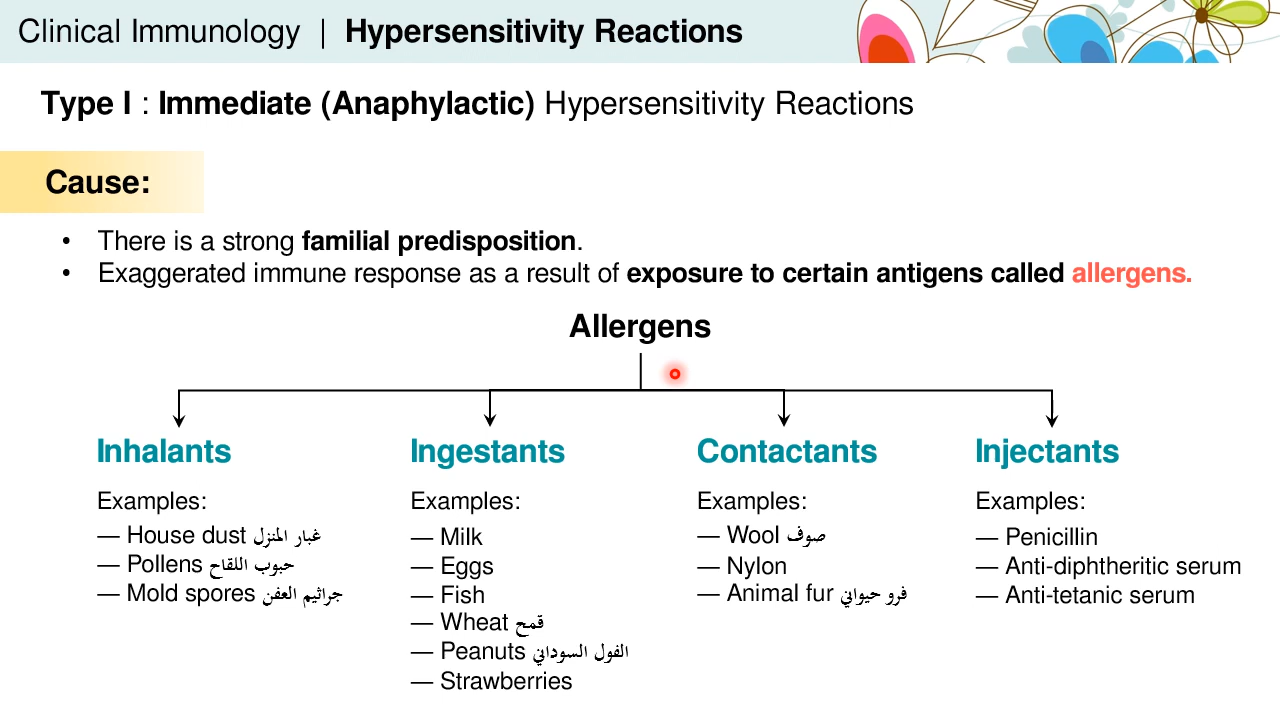 Clinical Immunology | Hypersensitivity Reactions
Type I : Immediate (Anaphylactic) Hypersensitivity Reactions
Cause:
• There is a strong familial predisposition.
• Exaggerated immune response as a result of exposure to certain antigens called allergens.
Allergens
Inhalants
Examples:
— House dust غبار المنزل
— Pollens حبوب اللقاح
— Mold spores جراثيم العفن
Ingestants
Examples:
— Milk
— Eggs
— Fish
— Wheat قمح
— Peanuts الفول السوداني
— Strawberries
Contactants
Examples:
— Wool صوف
— Nylon
— Animal fur فرو حيواني
Injectants
Examples:
— Penicillin
— Anti-diphtheritic serum
— Anti-tetanic serum